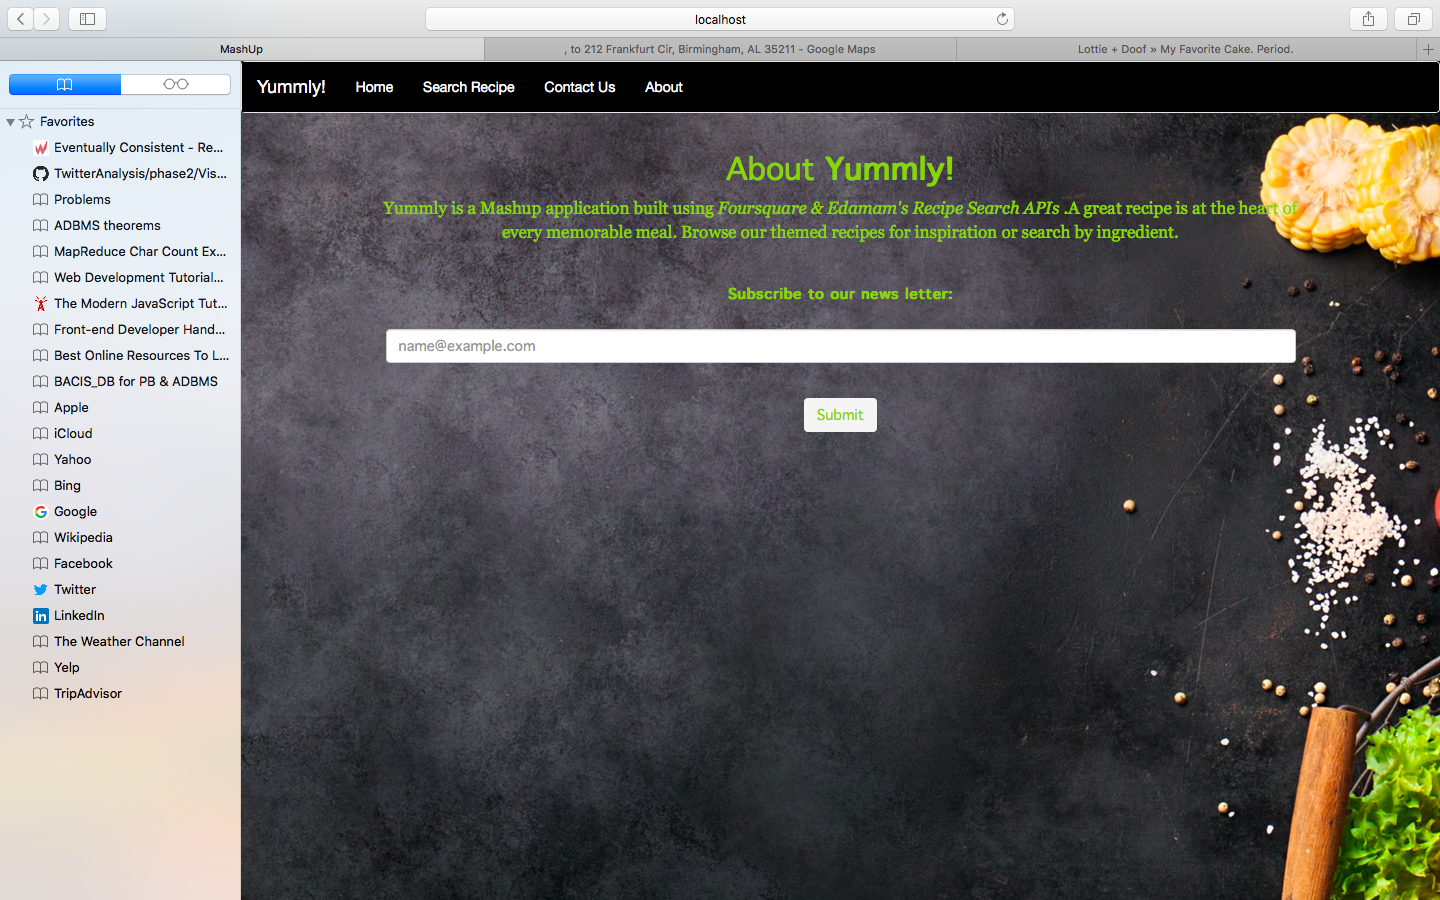 localhost
MashUp
, to 212 Frankfurt Cir, Birmingham, AL 35211 - Google Maps
Lottie + Doof » My Favorite Cake. Period.
Favorites
Eventually Consistent - Re...
TwitterAnalysis/phase2/Vis...
Problems
ADBMS theorems
MapReduce Char Count Ex...
Web Development Tutorial...
The Modern JavaScript Tut...
Front-end Developer Hand...
Best Online Resources To L...
BACIS_DB for PB & ADBMS
Apple
iCloud
Yahoo
Bing
Google
Wikipedia
Facebook
Twitter
LinkedIn
The Weather Channel
Yelp
TripAdvisor
Yummly! Home Search Recipe Contact Us About
About Yummly!
Yummly is a Mashup application built using Foursquare & Edamam's Recipe Search APIs .A great recipe is at the heart of
every memorable meal. Browse our themed recipes for inspiration or search by ingredient.
Subscribe to our news letter:
name@example.com
Submit